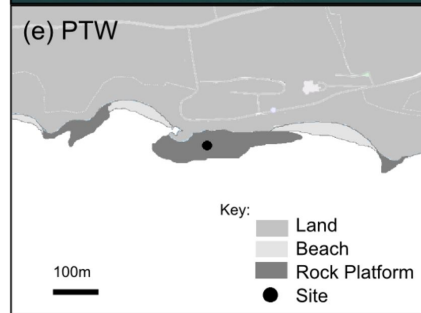 (e) PTW
Key:
Land
Beach
Rock Platform
Site
100m